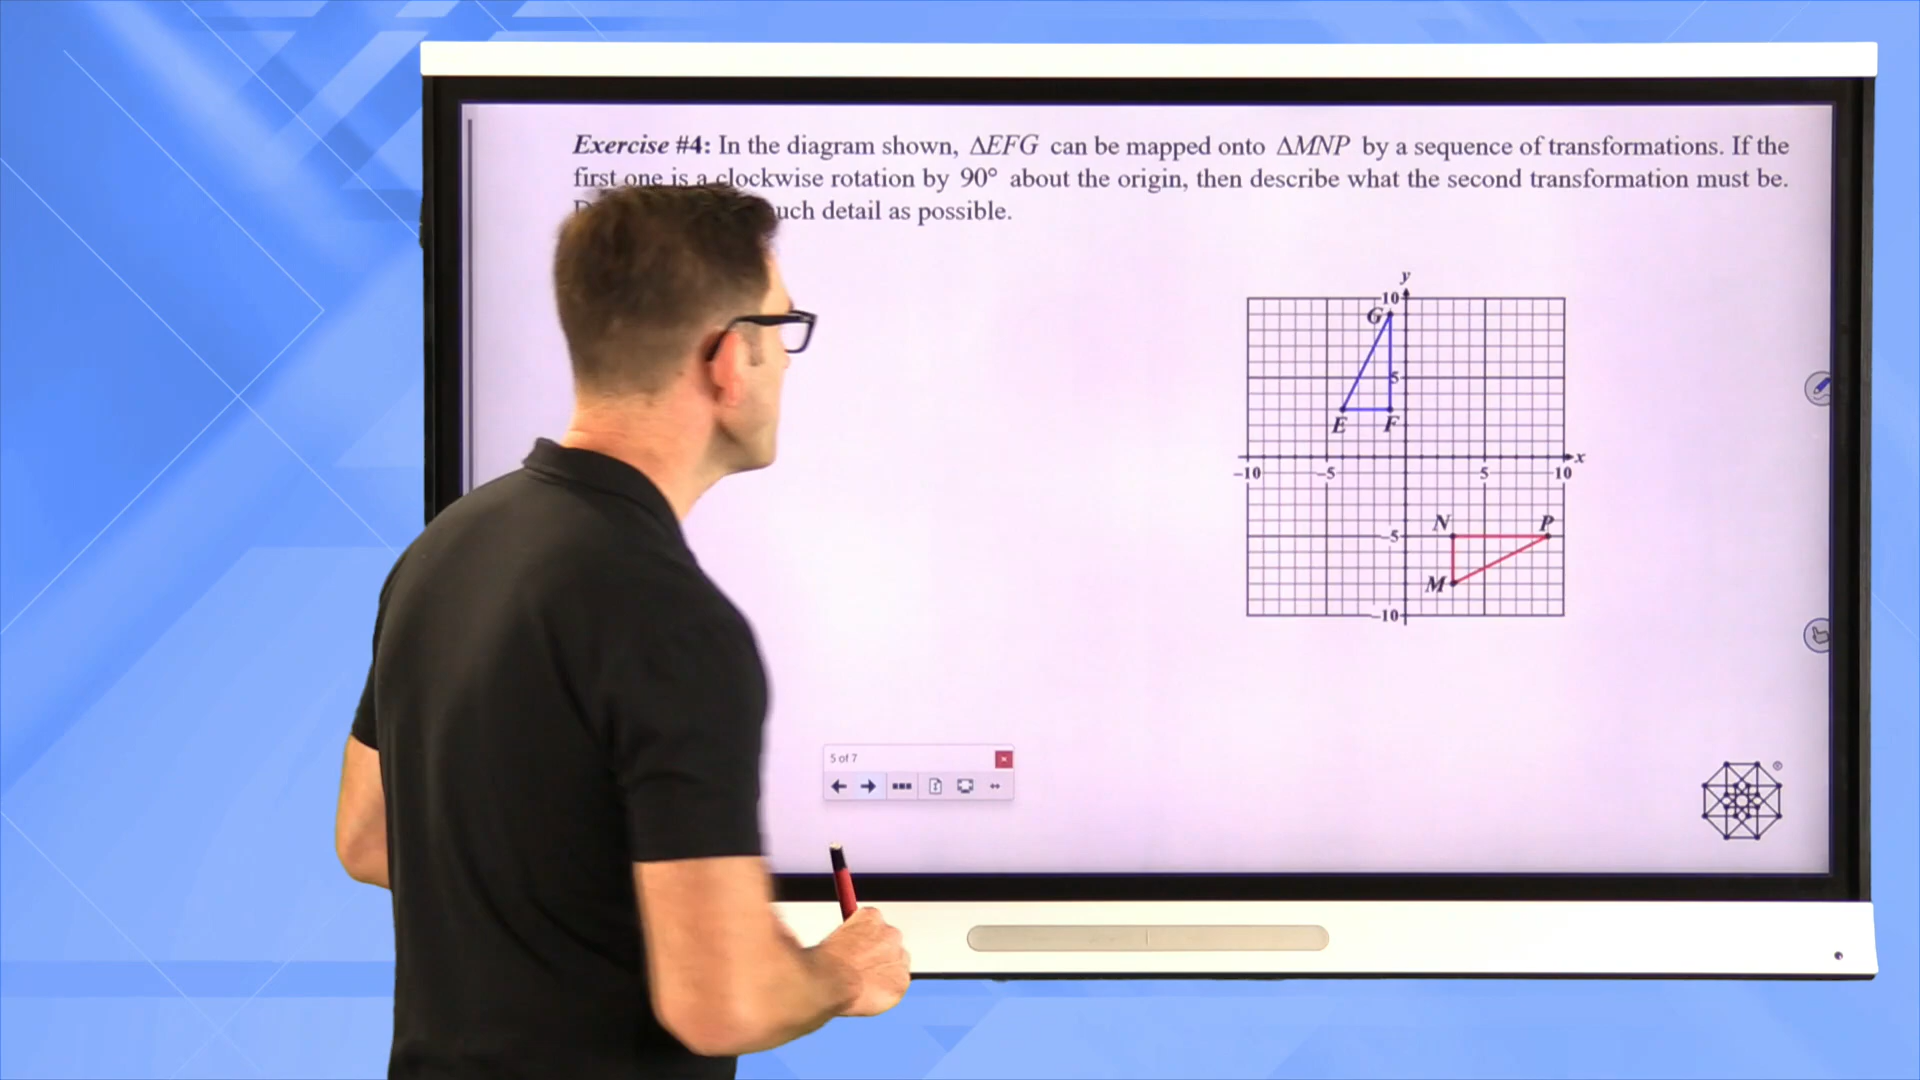 Exercise #4: In the diagram shown, ΔEFG can be mapped onto ΔMNP by a sequence of transformations. If the
first one is a clockwise rotation by 90° about the origin, then describe what the second transformation must be.
uch detail as possible.
y
10
G
5
E F
x
-10 -5 5 10
N P
-5
M
-10
5 of 7
®